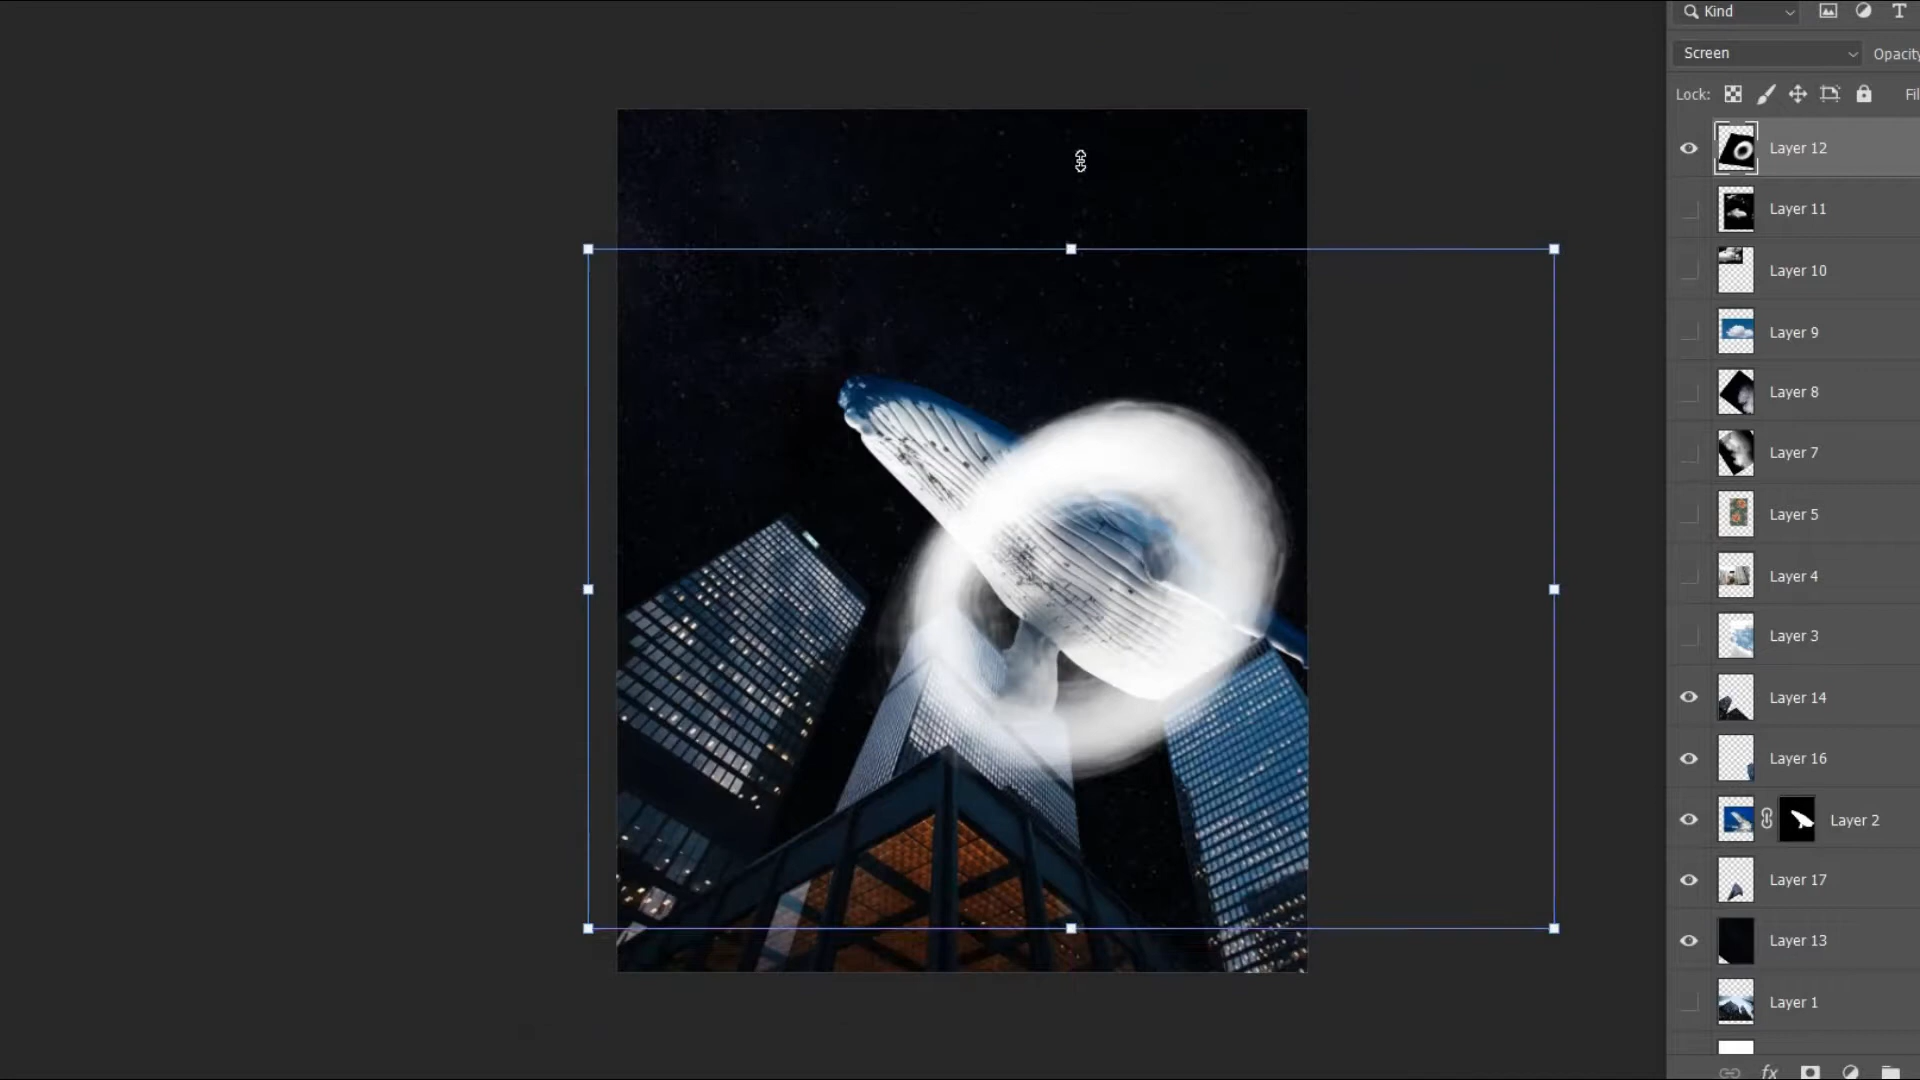 Kind
Screen
Opacity
Lock:
Fil
Layer 12
Layer 11
Layer 10
Layer 9
Layer 8
Layer 7
Layer 5
Layer 4
Layer 3
Layer 14
Layer 16
Layer 2
Layer 17
Layer 13
Layer 1
fx